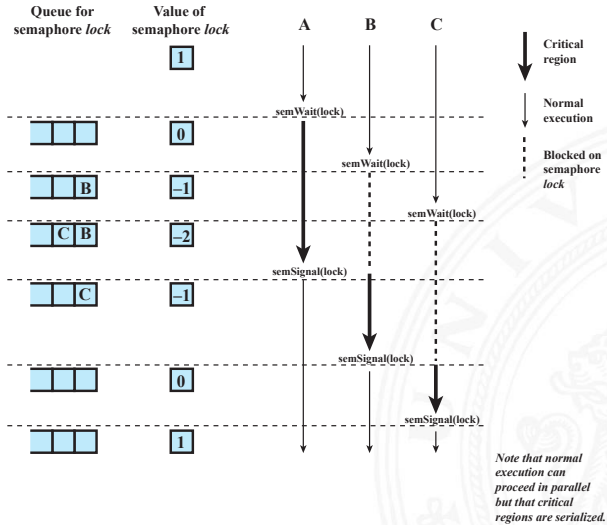 Queue for
semaphore lock
Value of
semaphore lock
A
B
C
1
Critical
region
semWait(lock)
0
Normal
execution
semWait(lock)
B
–1
Blocked on
semaphore
lock
semWait(lock)
C B
–2
semSignal(lock)
C
–1
semSignal(lock)
0
semSignal(lock)
1
Note that normal
execution can
proceed in parallel
but that critical
regions are serialized.